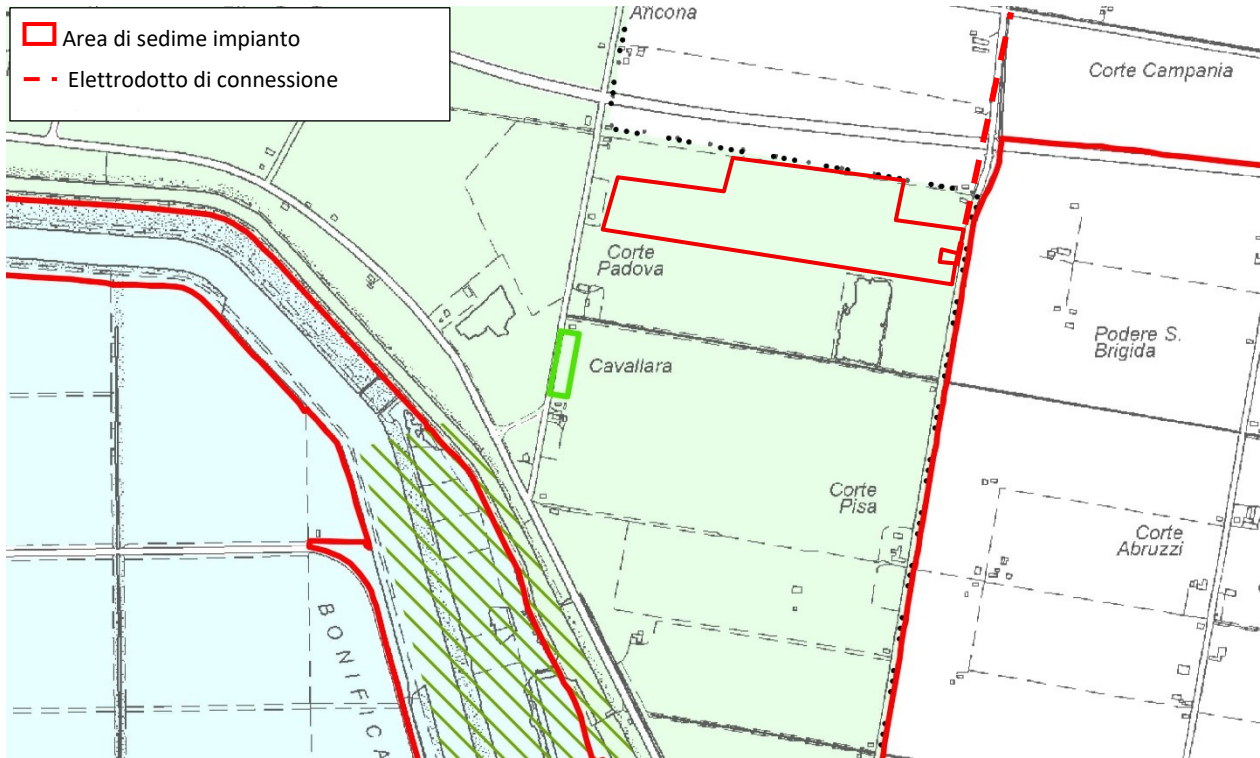 Area di sedime impianto
Elettrodotto di connessione
Ancona
Corte Campania
Corte
Padova
Podere S.
Brigida
Cavallara
Corte
Pisa
Corte
Abruzzi
BONIFICA